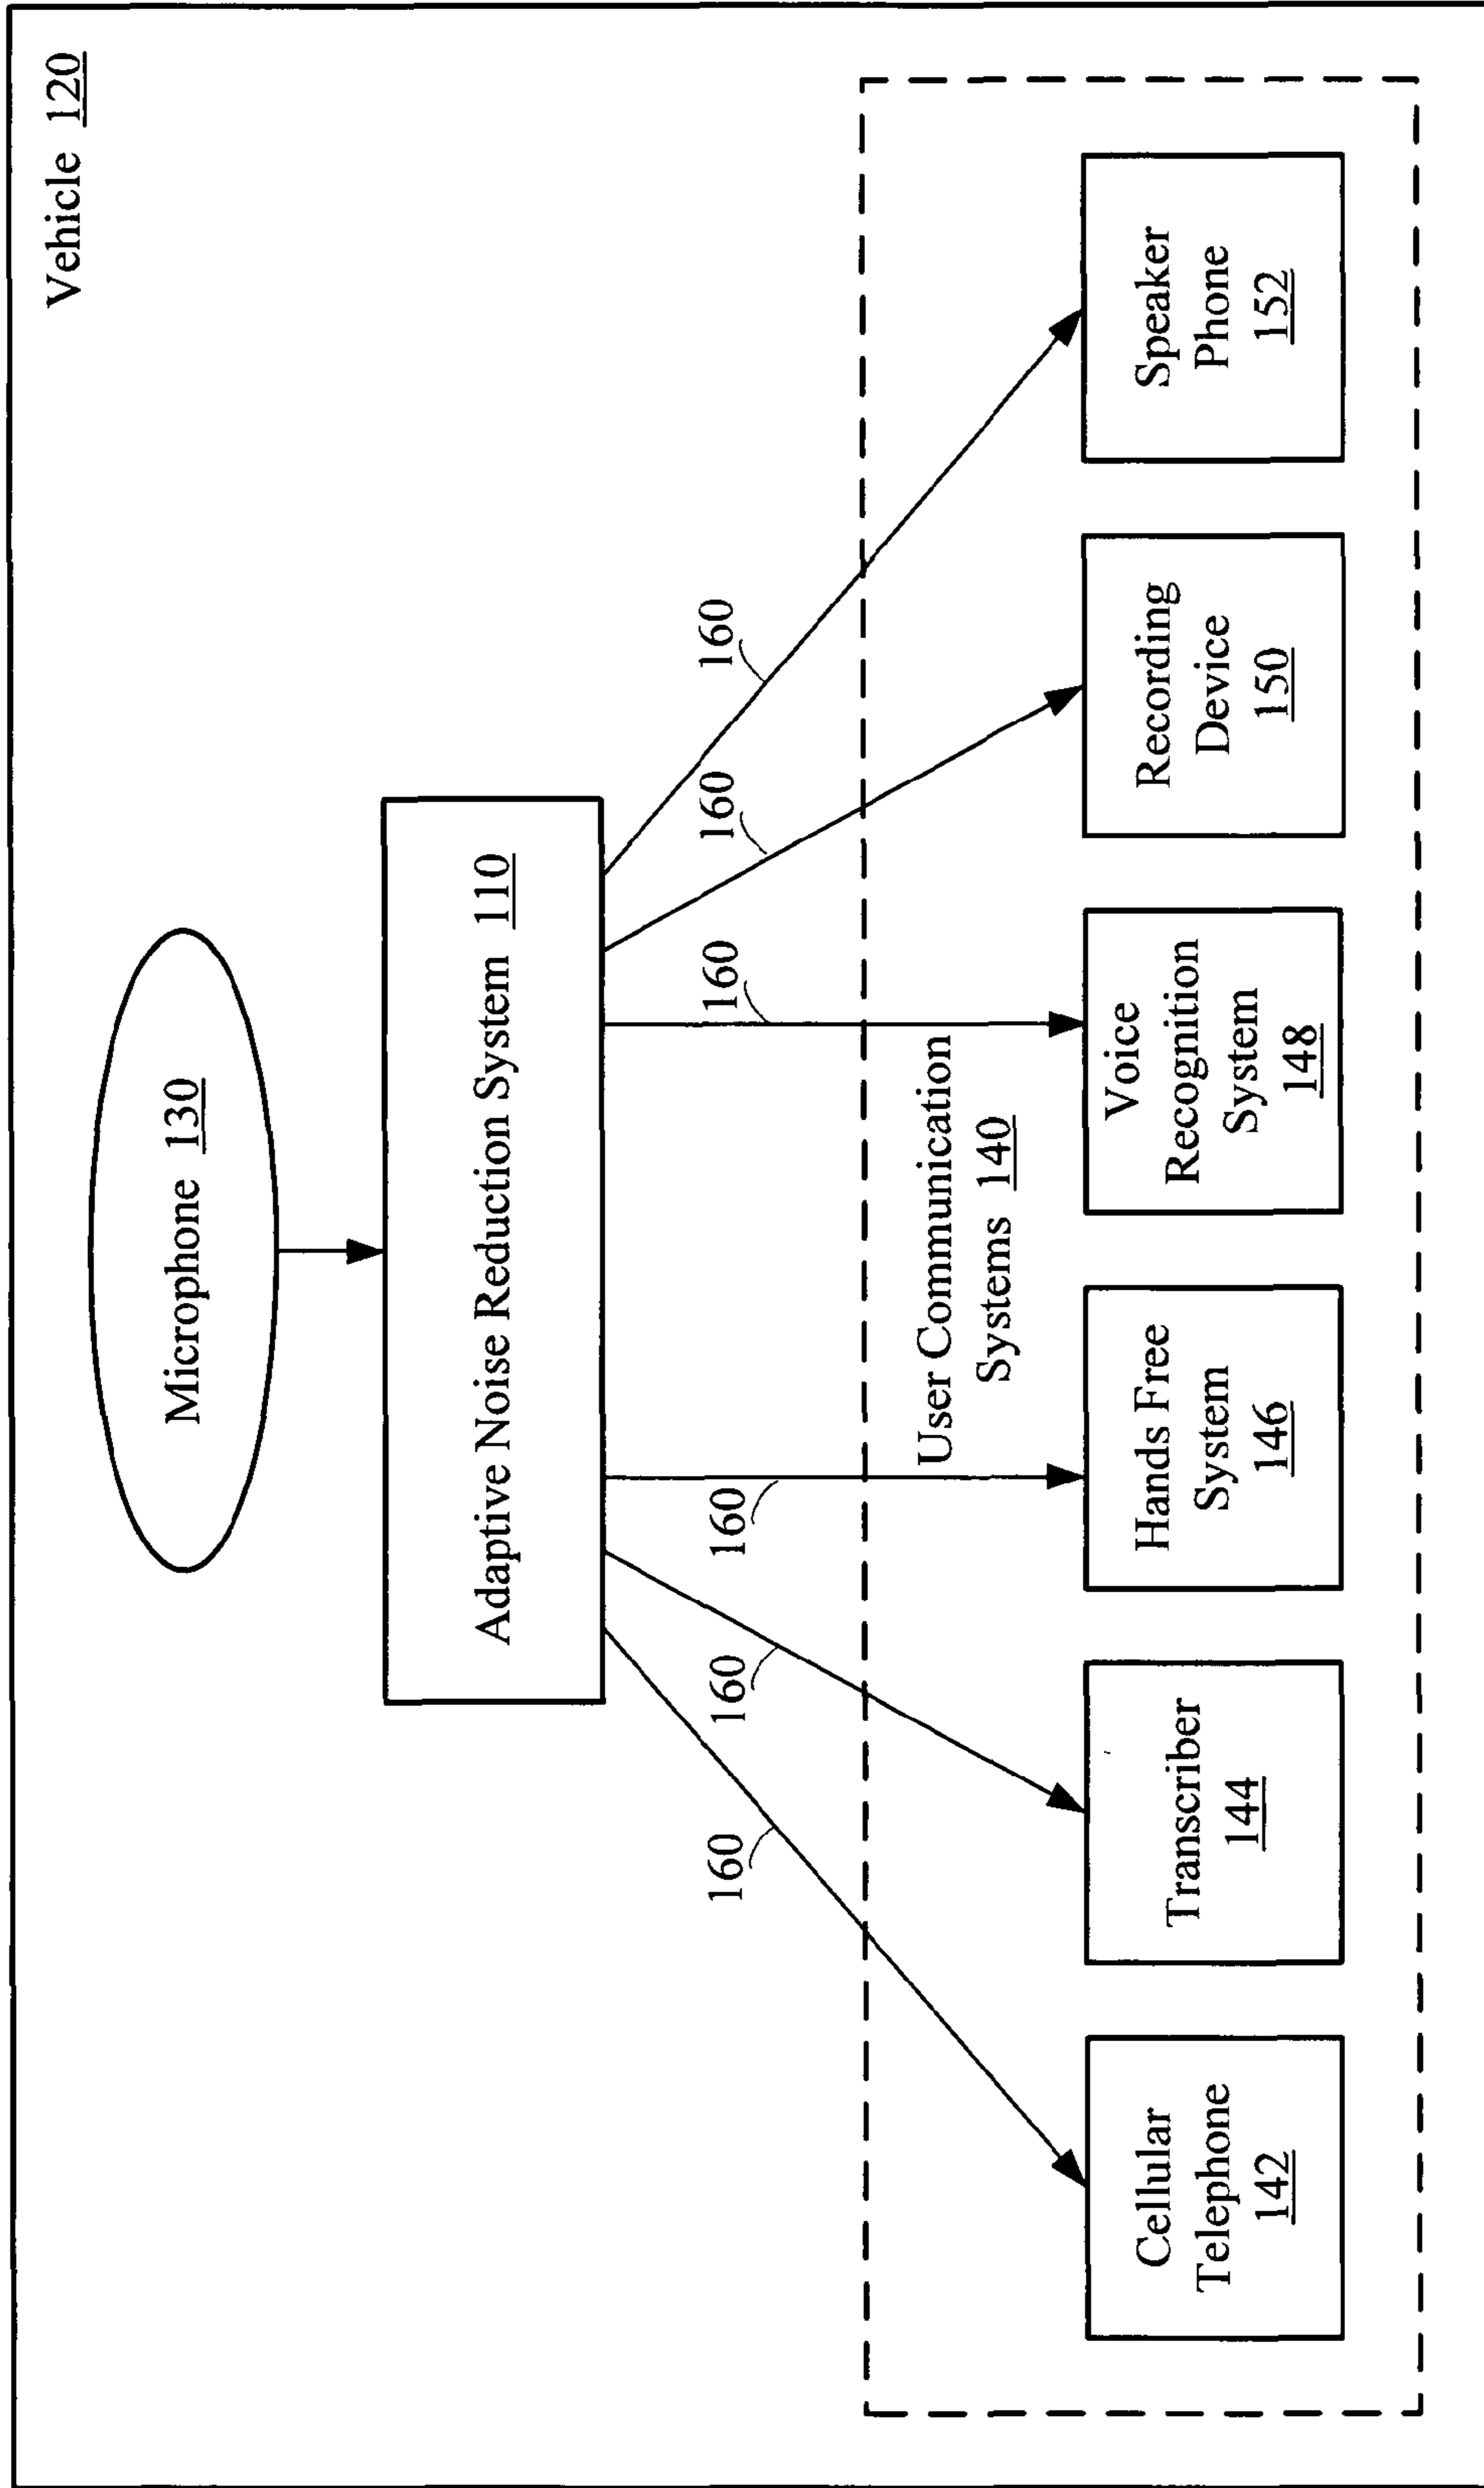 Vehicle 120
Microphone 130
Adaptive Noise Reduction System 110
160
160
160
160
160
160
User Communication
Systems 140
Cellular
Telephone
142
Transcriber
144
Hands Free
System
146
Voice
Recognition
System
148
Recording
Device
150
Speaker
Phone
152